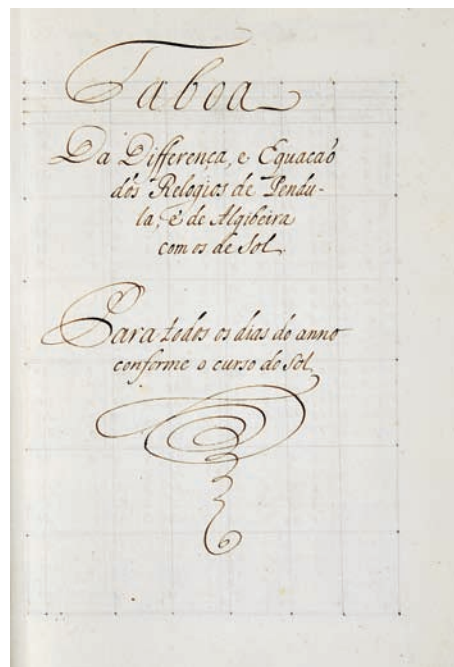 Taboa
Da Differença, e Equacaõ
dos Relogios de Pendu-
la, e de Algibeira
com os de Sol.
Para todos os dias do anno
conforme o curso do Sol